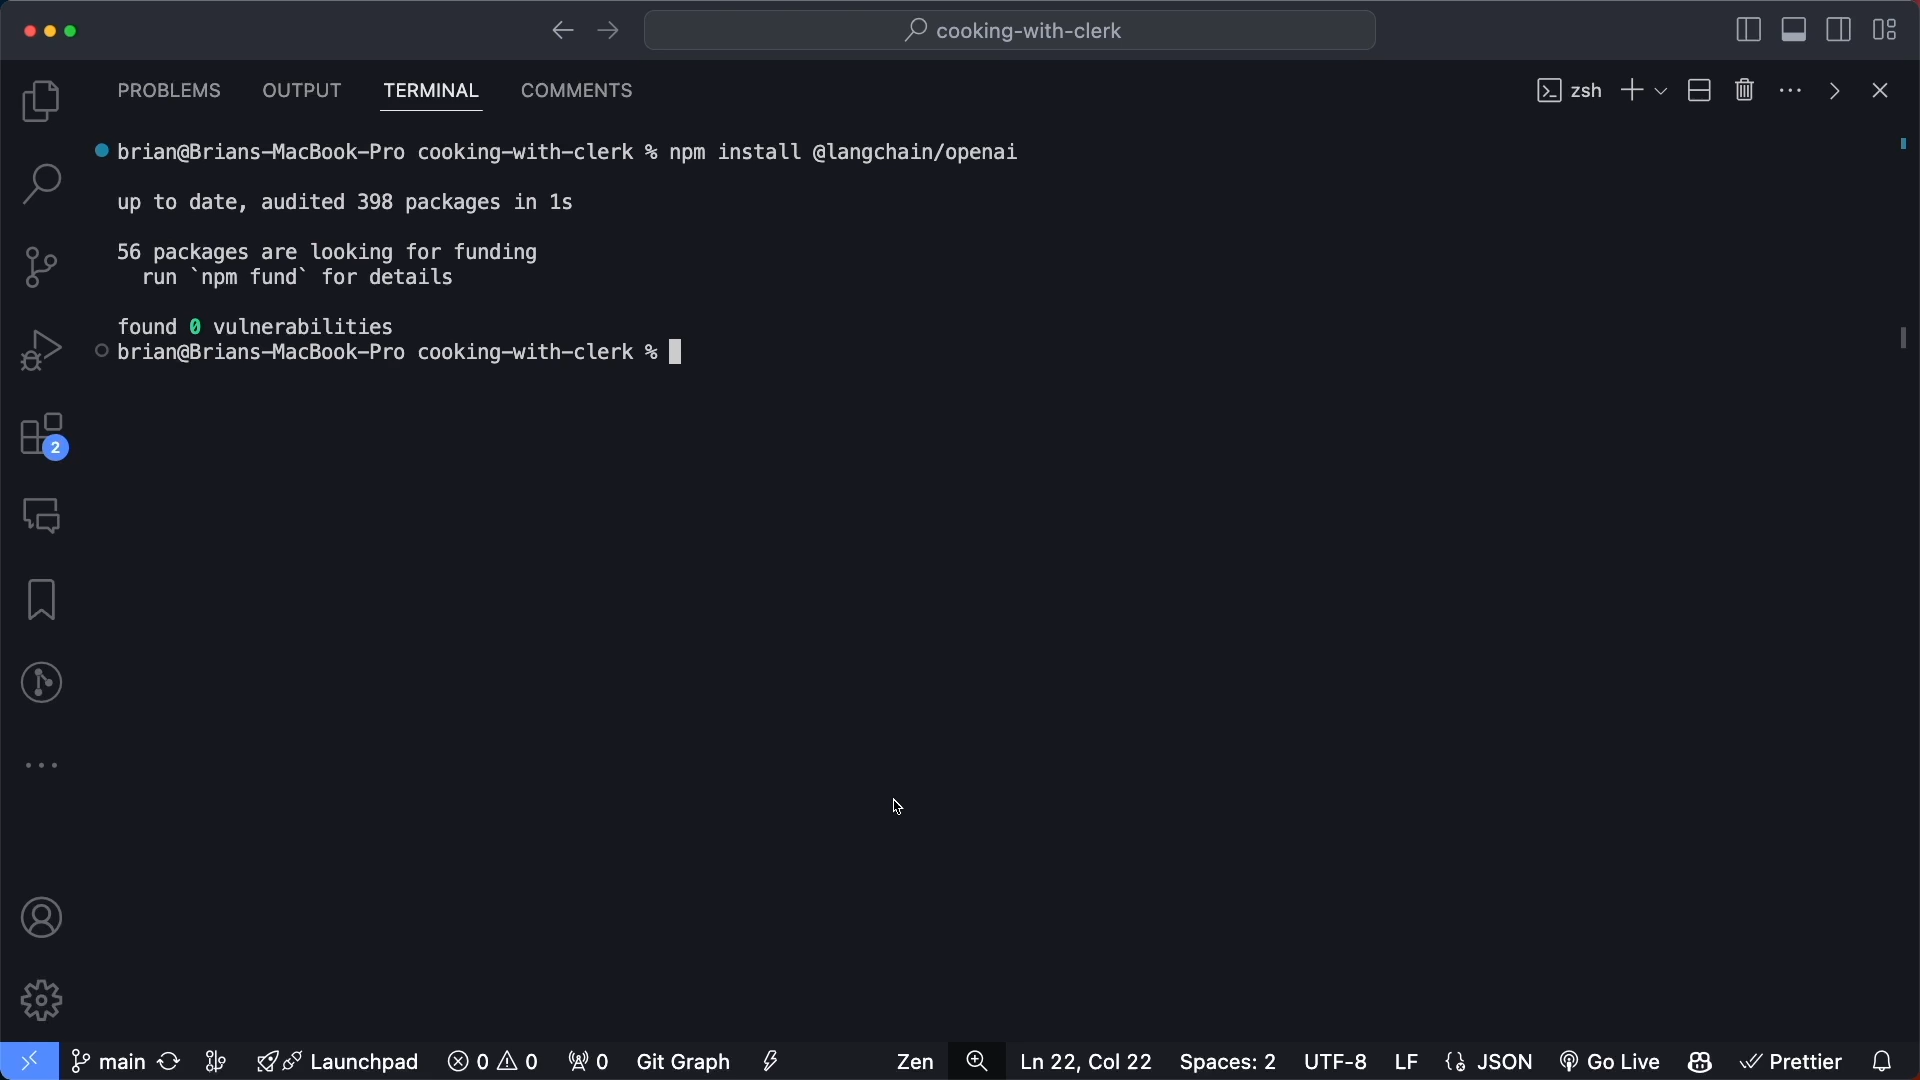 cooking-with-clerk
PROBLEMS OUTPUT TERMINAL COMMENTS zsh
brian@Brians-MacBook-Pro cooking-with-clerk % npm install @langchain/openai
up to date, audited 398 packages in 1s
56 packages are looking for funding
run `npm fund` for details
found 0 vulnerabilities
brian@Brians-MacBook-Pro cooking-with-clerk %
2
main Launchpad 0 0 0 Git Graph Zen Ln 22, Col 22 Spaces: 2 UTF-8 LF JSON Go Live Prettier